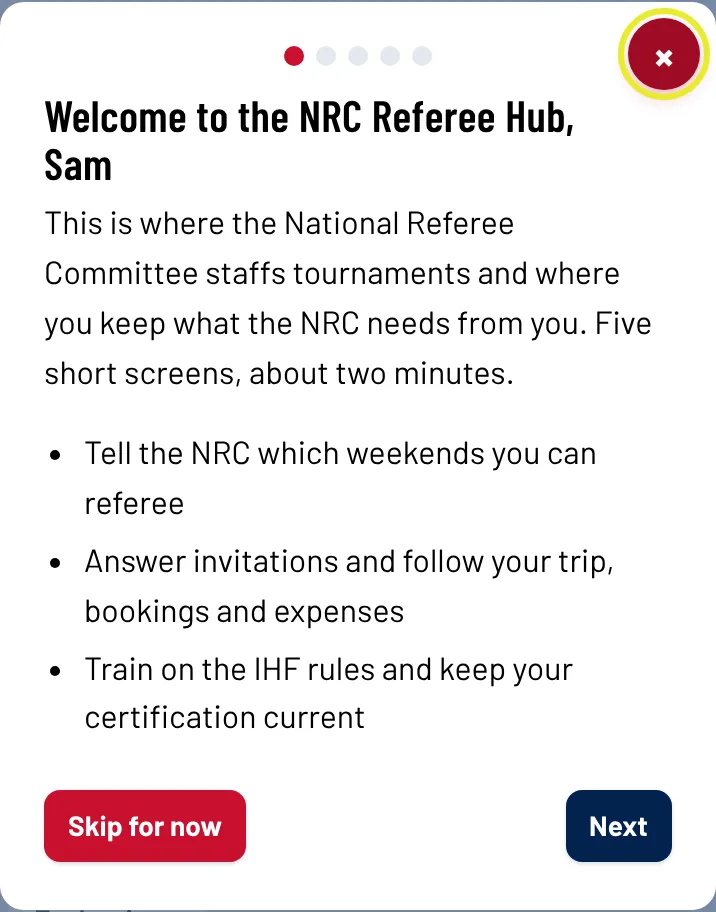 Welcome to the NRC Referee Hub,
Sam
This is where the National Referee
Committee staffs tournaments and where
you keep what the NRC needs from you. Five
short screens, about two minutes.
• Tell the NRC which weekends you can
referee
• Answer invitations and follow your trip,
bookings and expenses
• Train on the IHF rules and keep your
certification current
Skip for now
Next